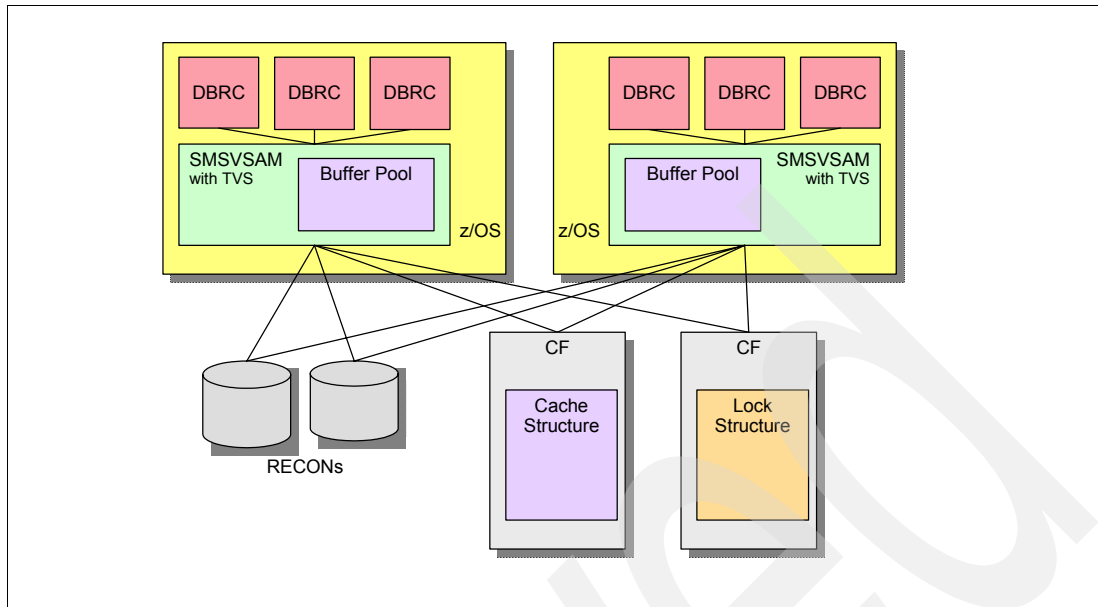 DBRC
DBRC
DBRC
SMSVSAM
with TVS
Buffer Pool
z/OS
DBRC
DBRC
DBRC
Buffer Pool
SMSVSAM
with TVS
z/OS
RECONs
CF
Cache
Structure
CF
Lock
Structure